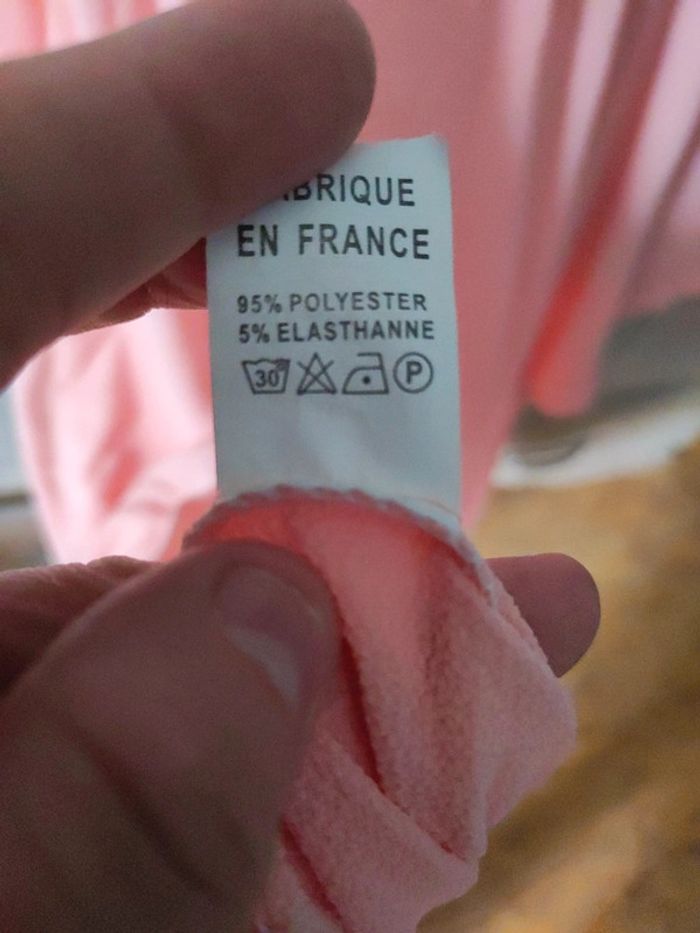 BRIQUE
EN FRANCE
95% POLYESTER
5% ELASTHANNE
30° P